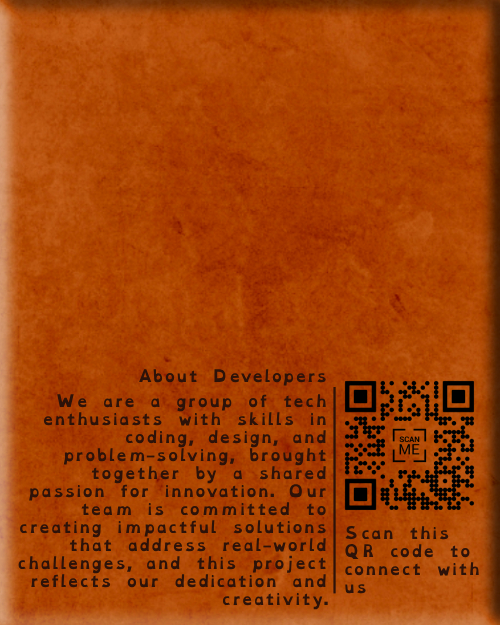 About Developers
We are a group of tech
enthusiasts with skills in
coding, design, and
problem-solving, brought
together by a shared
passion for innovation. Our
team is committed to
creating impactful solutions
that address real-world
challenges, and this project
reflects our dedication and
creativity.
SCAN
ME
Scan this
QR code to
connect with
us